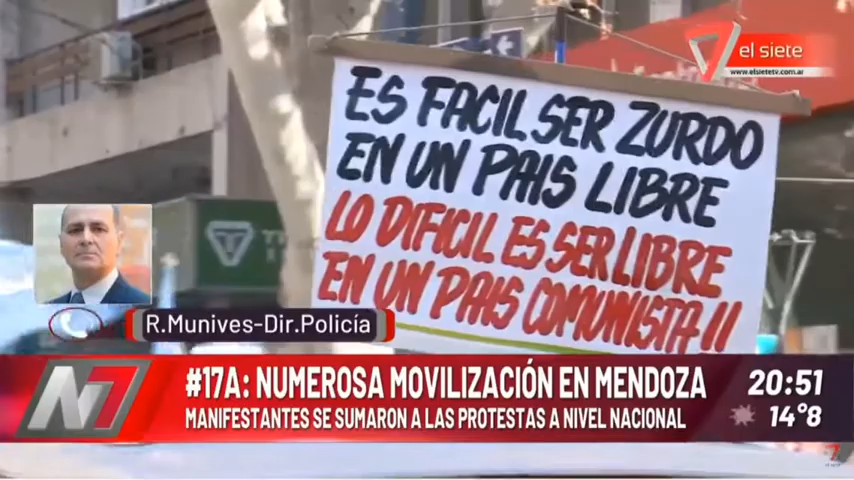 el siete
www.elsietetv.com.ar
ES FACIL SER ZURDO
EN UN PAIS LIBRE
LO DIFICIL ES SER LIBRE
EN UN PAIS COMUNISTA !!
R.Munives-Dir.Policía
N7
#17A: NUMEROSA MOVILIZACIÓN EN MENDOZA
MANIFESTANTES SE SUMARON A LAS PROTESTAS A NIVEL NACIONAL
20:51
14°8